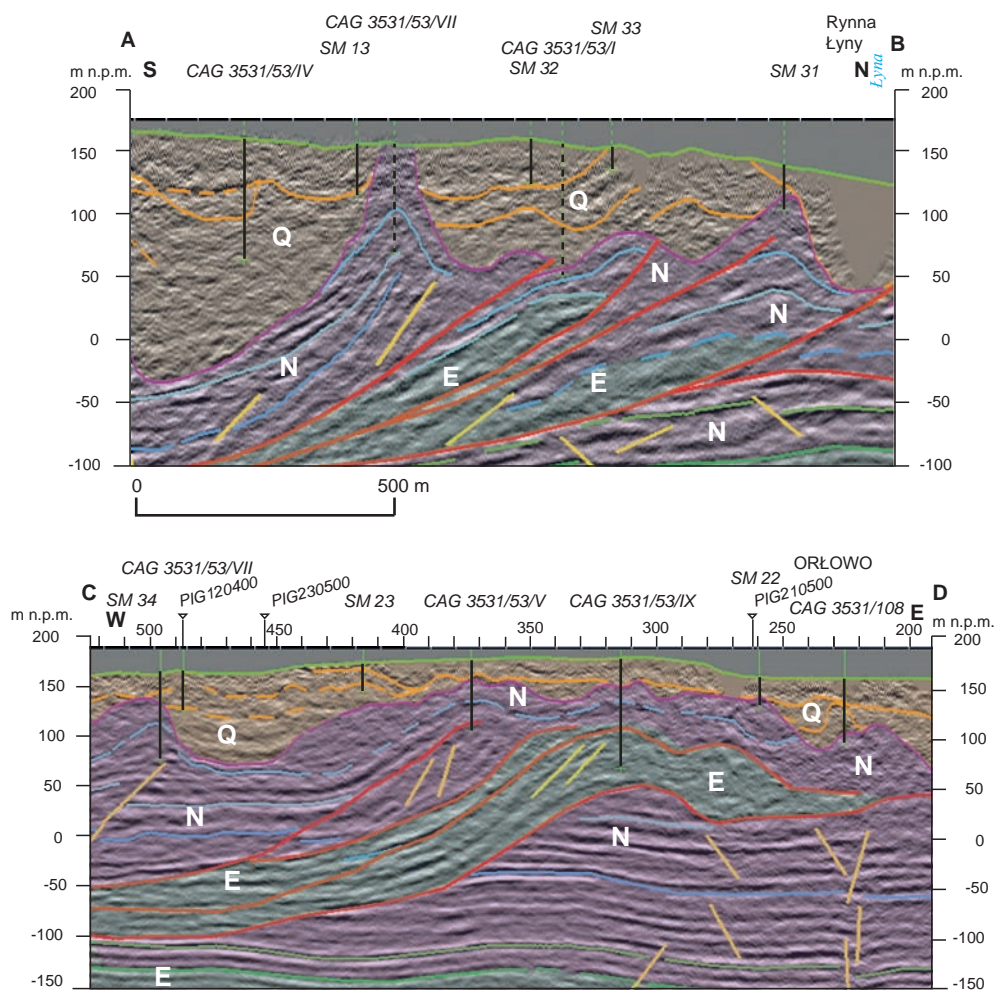 CAG 3531/53/VII
SM 33
Rynna
Łyny
A
SM 13
CAG 3531/53/I
B
m n.p.m.
S
CAG 3531/53/IV
SM 32
SM 31
N
Łyna
m n.p.m.
200
200
150
150
Q
Q
100
100
50
N
50
N
0
0
N
E
E
-50
-50
N
-100
-100
0
500 m
CAG 3531/53/VII
ORŁOWO
C
SM 34
PIG120400
PIG230500
SM 23
CAG 3531/53/V
CAG 3531/53/IX
SM 22
PIG210500
CAG 3531/108
D
m n.p.m.
W
E
m n.p.m.
200
500
450
400
350
300
250
200
200
150
150
N
Q
Q
100
100
N
E
50
50
N
N
0
0
E
-50
-50
-100
-100
E
-150
-150